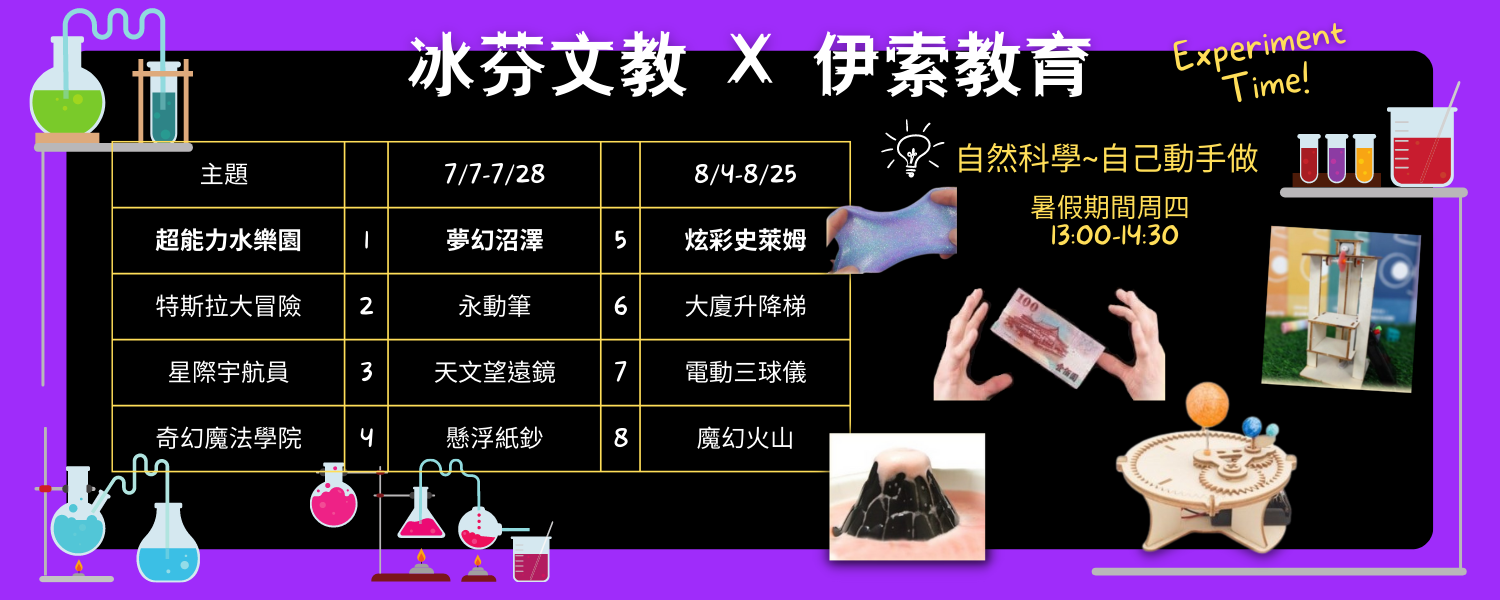 冰芬文教 X 伊索教育
Experiment
Time!
自然科學~自己動手做
暑假期間周四
13:00-14:30
主題 7/7-7/28 8/4-8/25
超能力水樂園 1 夢幻沼澤 5 炫彩史萊姆
特斯拉大冒險 2 永動筆 6 大廈升降梯
星際宇航員 3 天文望遠鏡 7 電動三球儀
奇幻魔法學院 4 懸浮紙鈔 8 魔幻火山
100
壹佰圓